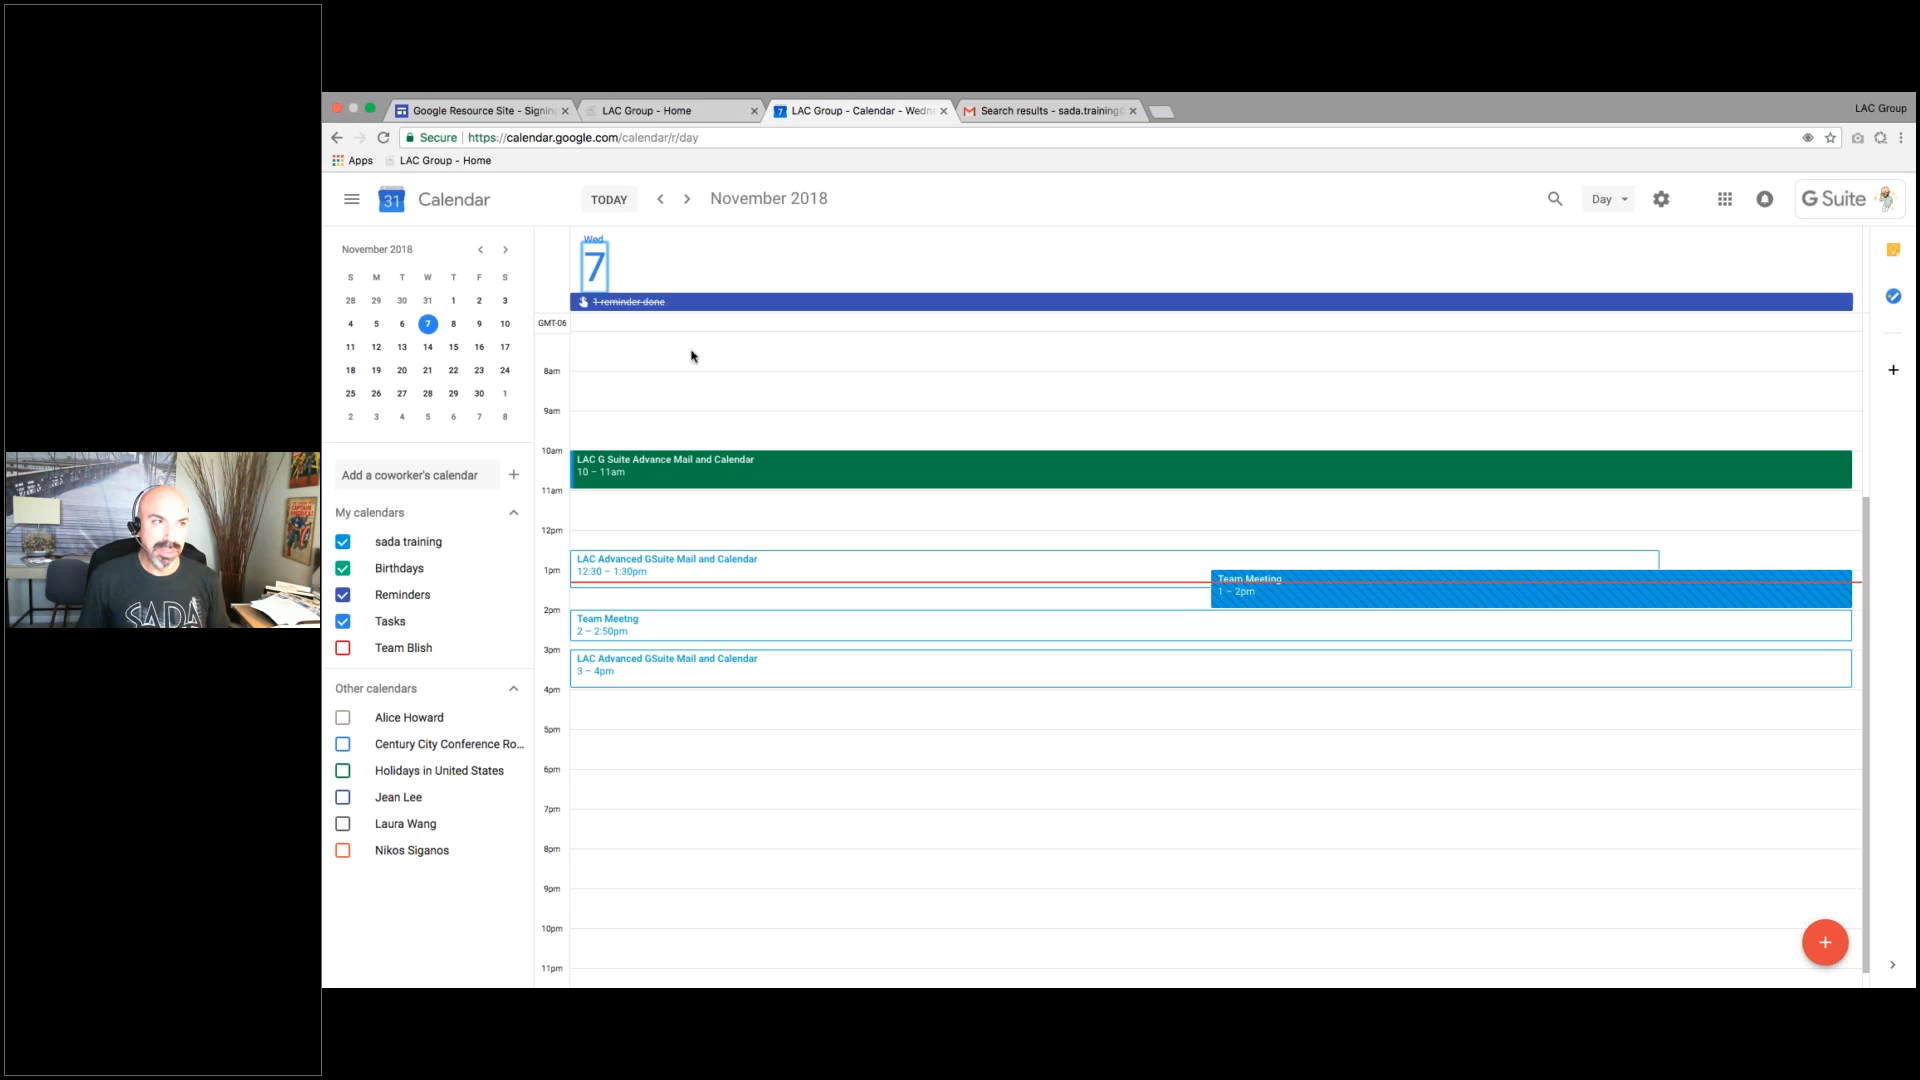 Google Resource Site - Signin
LAC Group - Home
LAC Group - Calendar - Wedn
Search results - sada.training
LAC Group
Secure
https://calendar.google.com/calendar/r/day
Apps
LAC Group - Home
31
Calendar
TODAY
November 2018
Day
G Suite
November 2018
S M T W T F S
28 29 30 31 1 2 3
4 5 6 7 8 9 10
11 12 13 14 15 16 17
18 19 20 21 22 23 24
25 26 27 28 29 30 1
2 3 4 5 6 7 8
Add a coworker's calendar
My calendars
sada training
Birthdays
Reminders
Tasks
Team Blish
Other calendars
Alice Howard
Century City Conference Ro...
Holidays in United States
Jean Lee
Laura Wang
Nikos Siganos
Wed
7
1 reminder done
GMT-06
8am
9am
10am
LAC G Suite Advance Mail and Calendar
10 – 11am
11am
12pm
LAC Advanced GSuite Mail and Calendar
12:30 – 1:30pm
1pm
Team Meeting
1 – 2pm
2pm
Team Meetng
2 – 2:50pm
3pm
LAC Advanced GSuite Mail and Calendar
3 – 4pm
4pm
5pm
6pm
7pm
8pm
9pm
10pm
11pm
SADA